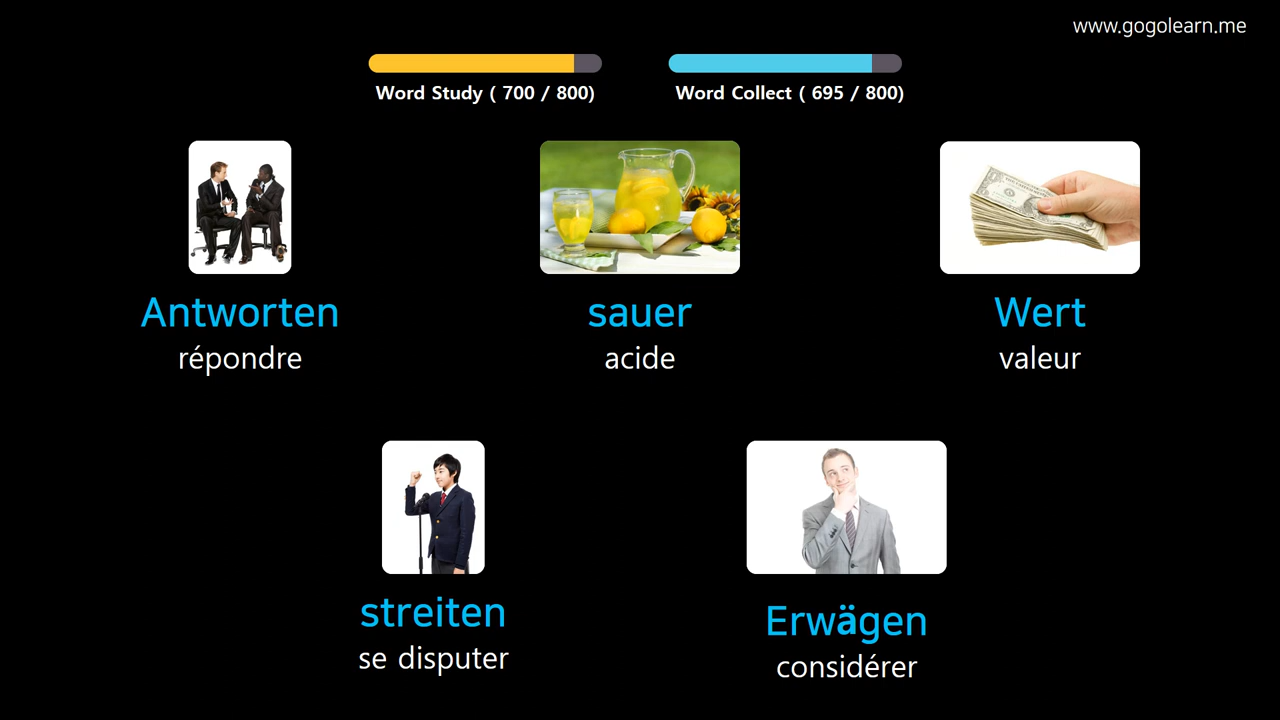 www.gogolearn.me
Word Study ( 700 / 800)
Word Collect ( 695 / 800)
Antworten
répondre
sauer
acide
Wert
valeur
streiten
se disputer
Erwägen
considérer